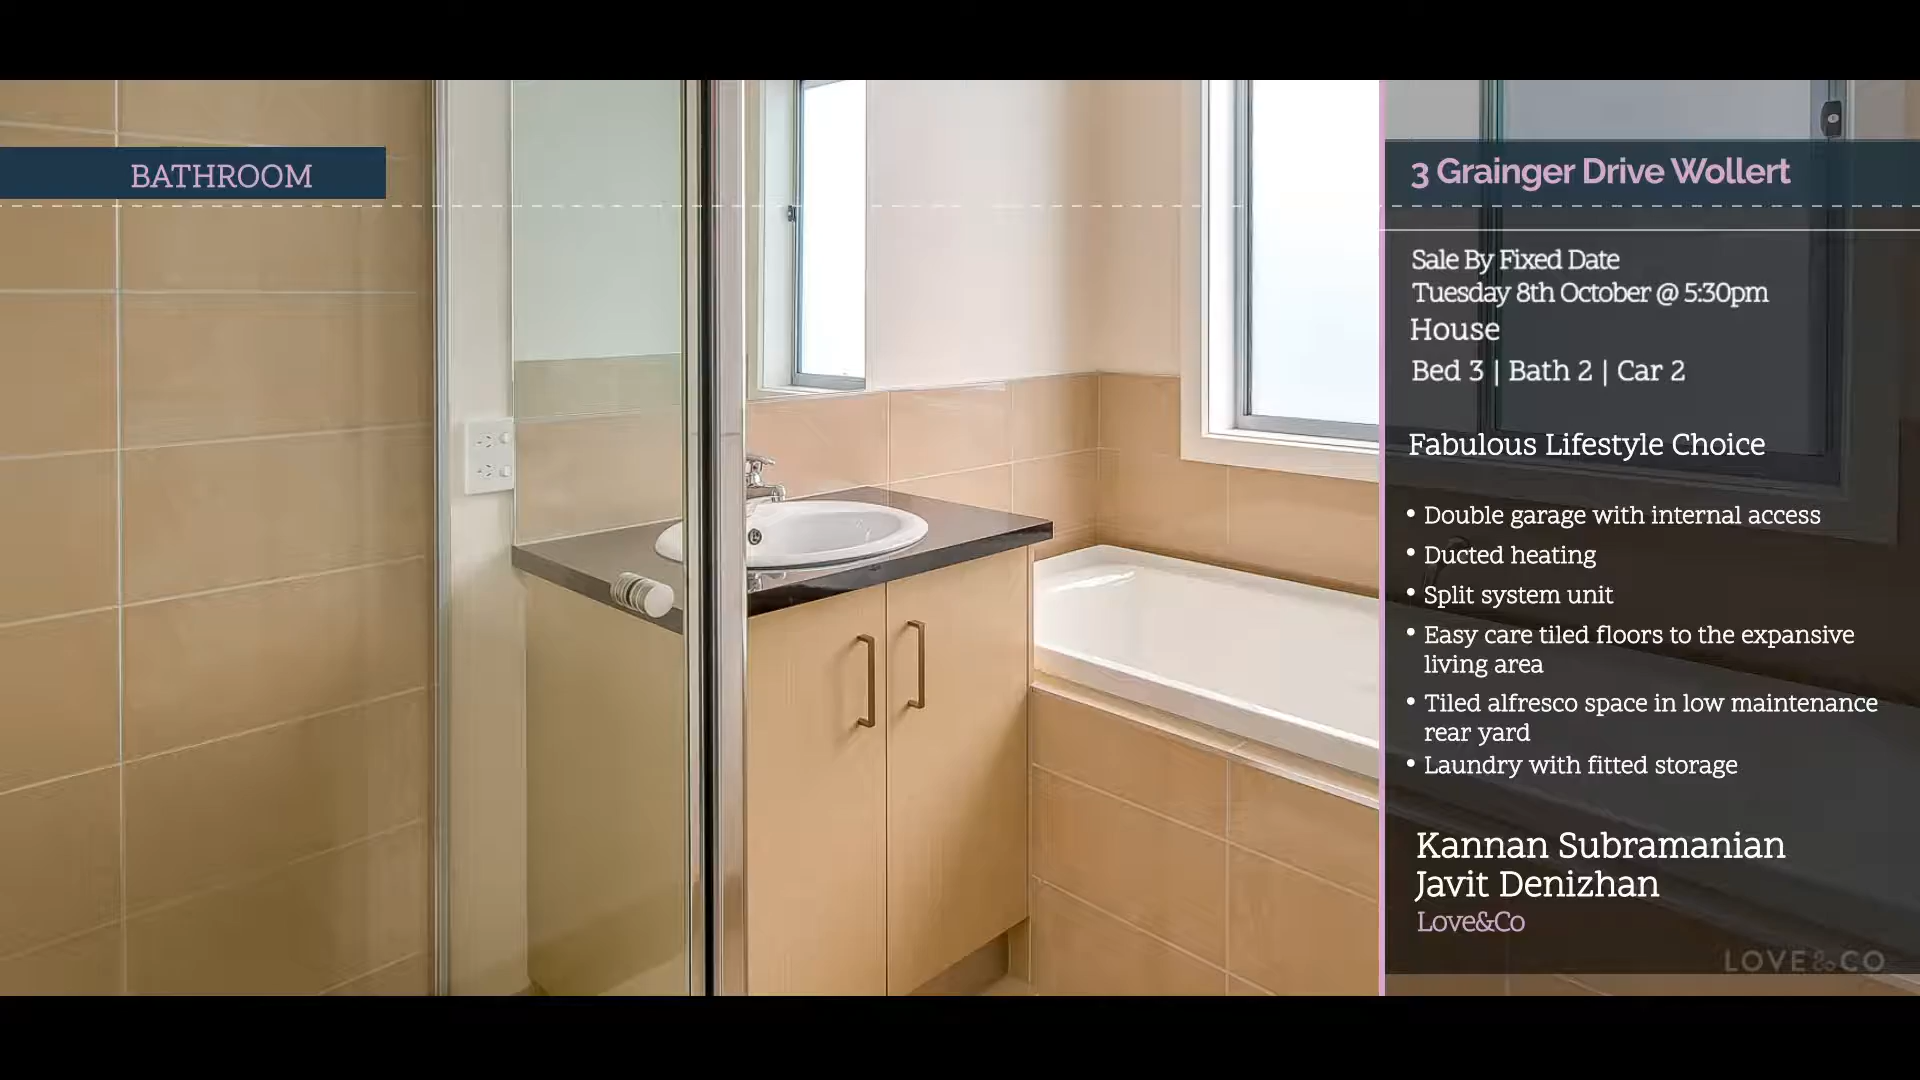 BATHROOM
3 Grainger Drive Wollert
Sale By Fixed Date
Tuesday 8th October @ 5:30pm
House
Bed 3 | Bath 2 | Car 2
Fabulous Lifestyle Choice
• Double garage with internal access
• Ducted heating
• Split system unit
• Easy care tiled floors to the expansive
living area
• Tiled alfresco space in low maintenance
rear yard
• Laundry with fitted storage
Kannan Subramanian
Javit Denizhan
Love&Co
LOVE & CO